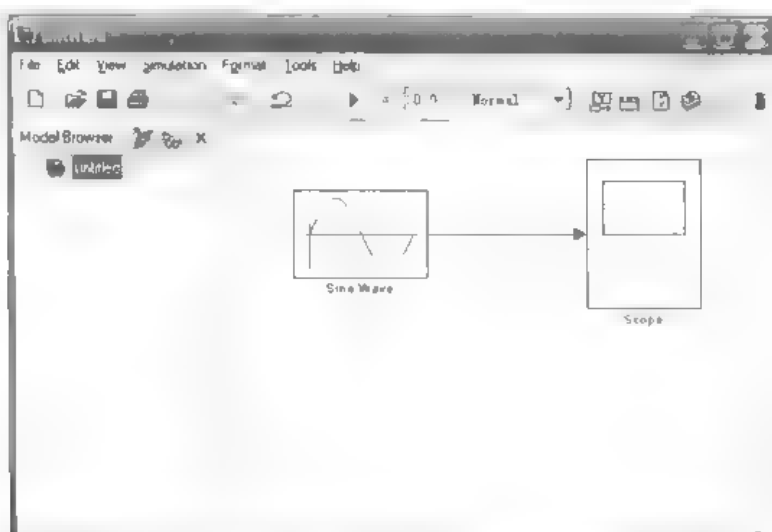 File Edit View Simulation Format Tools Help
Normal
Model Browser x
untitled
Sine Wave
Scope